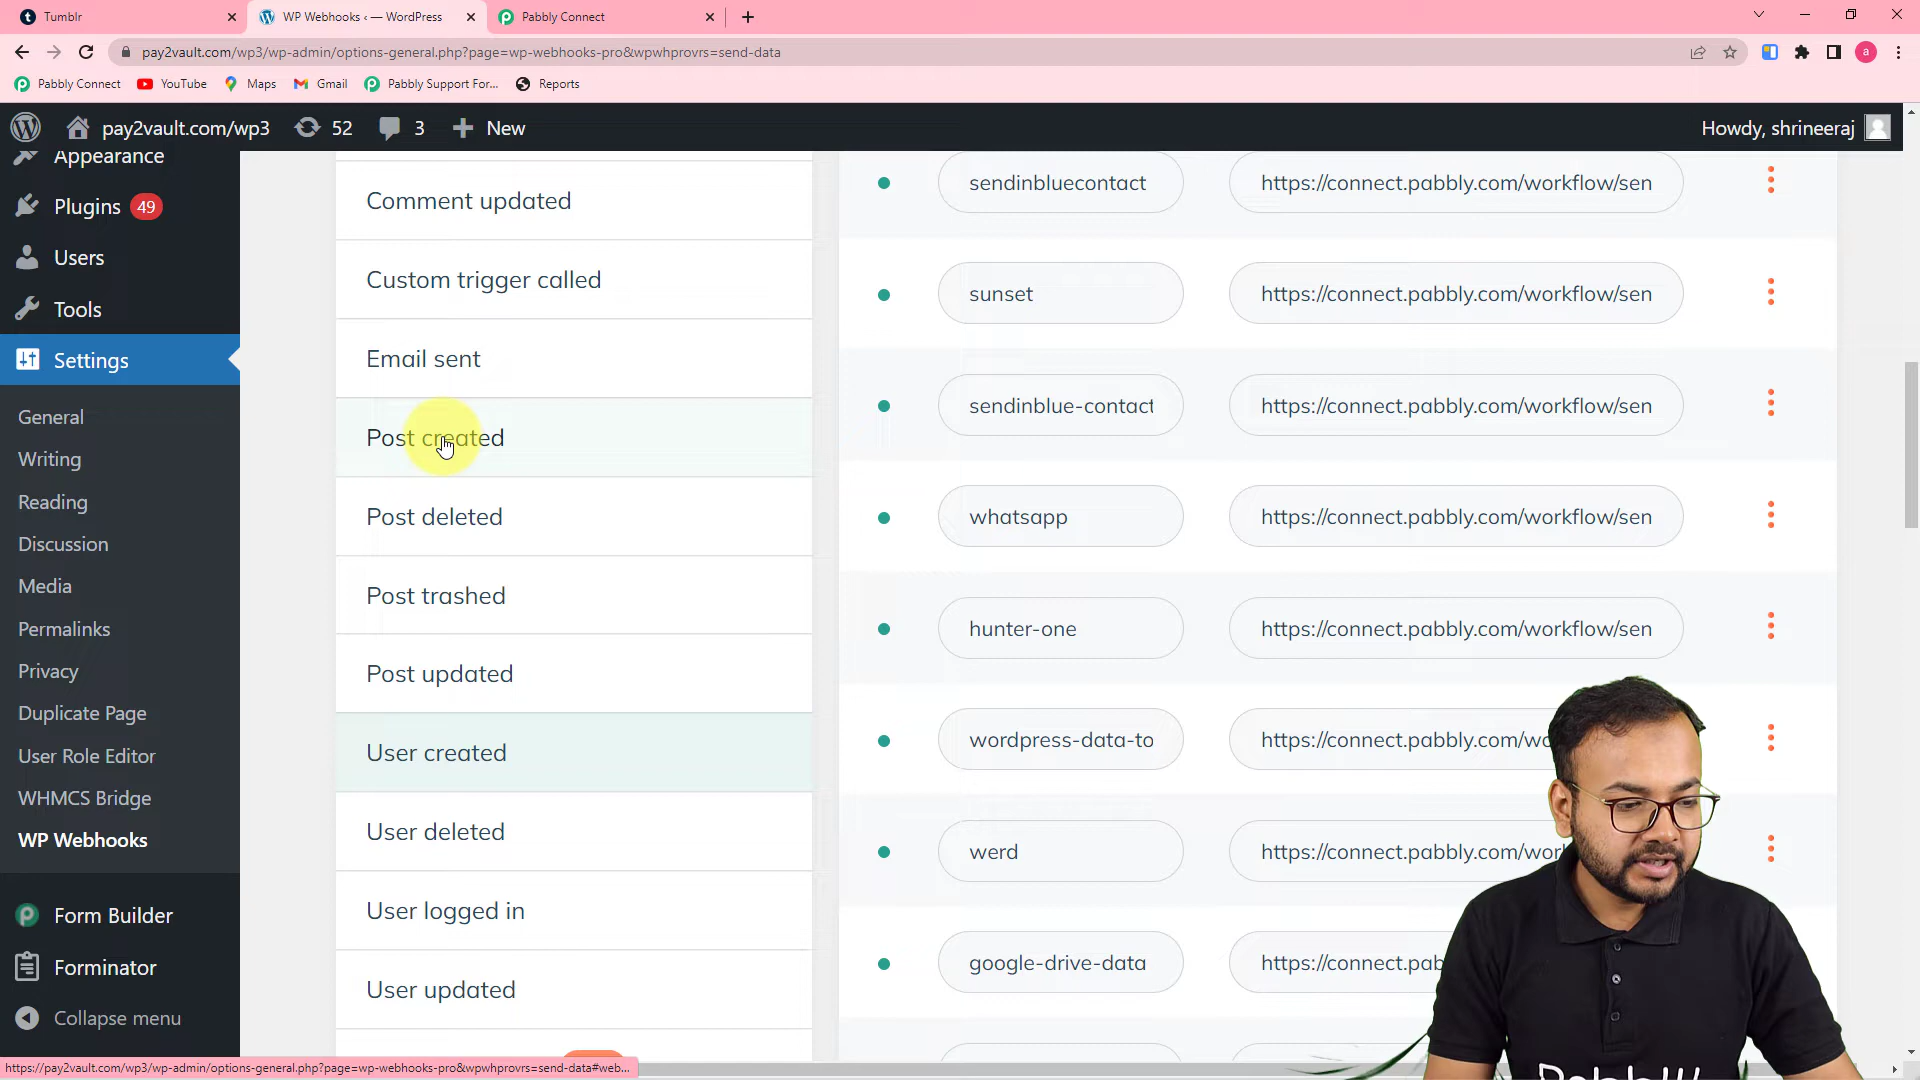 Tumblr
WP Webhooks ‹ — WordPress
Pabbly Connect
pay2vault.com/wp3/wp-admin/options-general.php?page=wp-webhooks-pro&wpwhprovrs=send-data
a
Pabbly Connect
YouTube
Maps
Gmail
Pabbly Support For...
Reports
pay2vault.com/wp3
52
3
New
Howdy, shrineeraj
Appearance
Plugins 49
Users
Tools
Settings
General
Writing
Reading
Discussion
Media
Permalinks
Privacy
Duplicate Page
User Role Editor
WHMCS Bridge
WP Webhooks
Form Builder
Forminator
Collapse menu
Comment updated
Custom trigger called
Email sent
Post created
Post deleted
Post trashed
Post updated
User created
User deleted
User logged in
User updated
sendinbluecontact https://connect.pabbly.com/workflow/sen
sunset https://connect.pabbly.com/workflow/sen
sendinblue-contact https://connect.pabbly.com/workflow/sen
whatsapp https://connect.pabbly.com/workflow/sen
hunter-one https://connect.pabbly.com/workflow/sen
wordpress-data-to https://connect.pabbly.com/wo
werd https://connect.pabbly.com/wor
google-drive-data https://connect.pab
https://pay2vault.com/wp3/wp-admin/options-general.php?page=wp-webhooks-pro&wpwhprovrs=send-data#web...